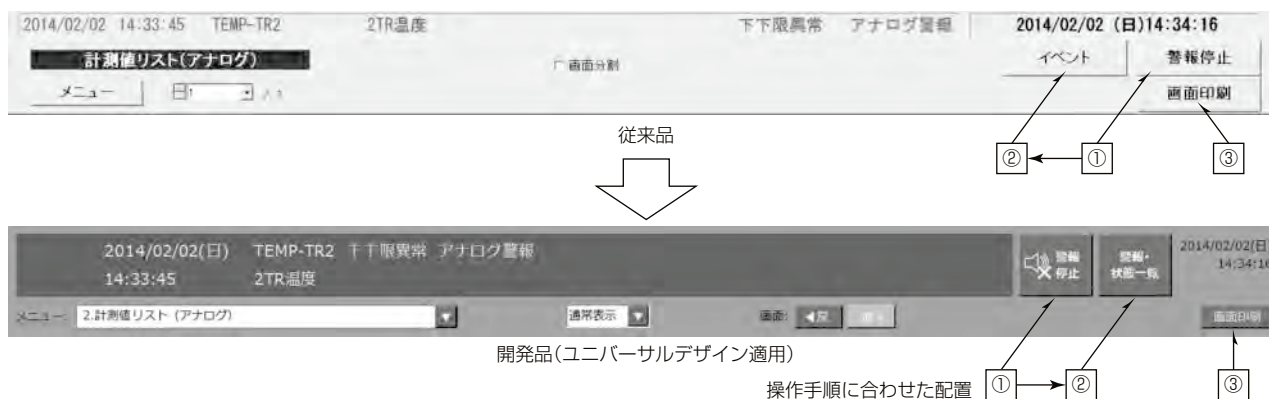 2014/02/02 14:33:45 TEMP-TR2 2TR温度 下下限異常 アナログ警報 2014/02/02 (日)14:34:16
計測値リスト(アナログ) 画面分割 イベント 警報停止
メニュー 画面印刷
従来品
② ① ③
2014/02/02(日) TEMP-TR2 下下限異常 アナログ警報 警報停止 警報・状態一覧 2014/02/02(日
14:33:45 2TR温度 14:34:16
メニュー: 2.計測値リスト (アナログ) 通常表示 画面: ◀戻 画面印刷
開発品(ユニバーサルデザイン適用)
操作手順に合わせた配置 ① ② ③